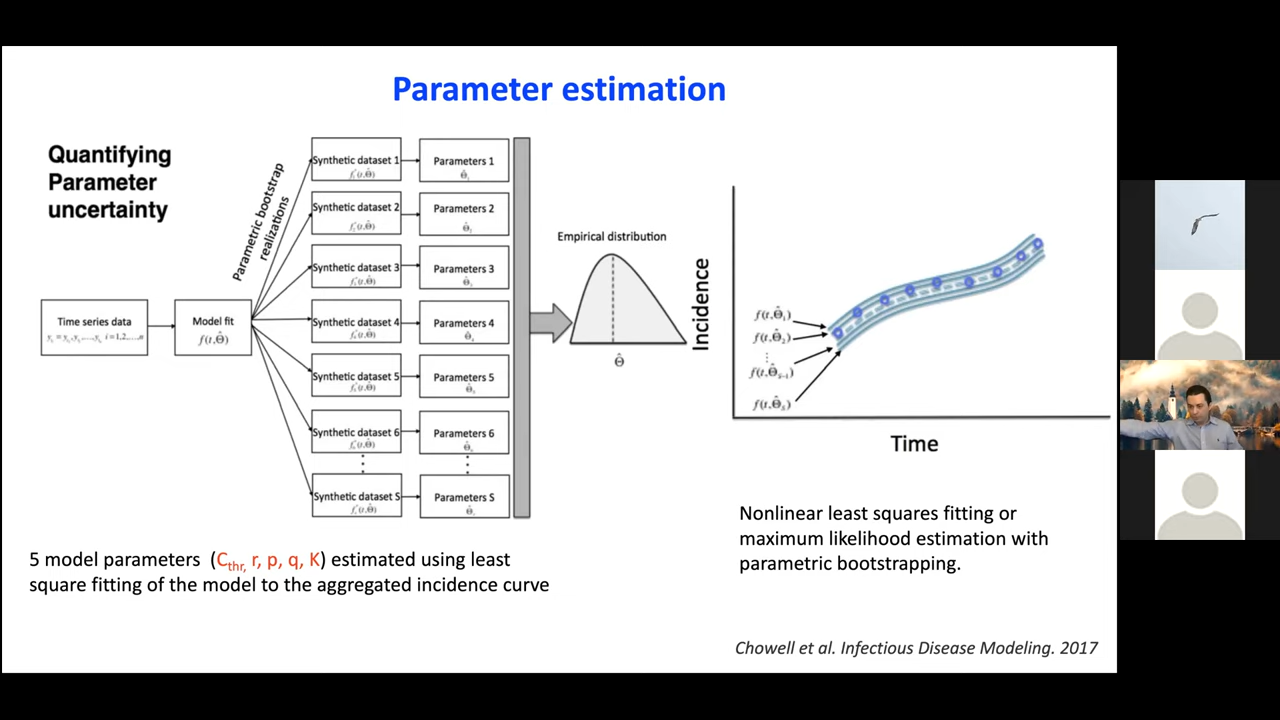 Parameter estimation
Quantifying
Parameter
uncertainty
Parametric bootstrap
realizations
Time series data
Model fit
f(t,Θ̂)
Synthetic dataset 1
Parameters 1
Synthetic dataset 2
Parameters 2
Synthetic dataset 3
Parameters 3
Synthetic dataset 4
Parameters 4
Synthetic dataset 5
Parameters 5
Synthetic dataset 6
Parameters 6
Synthetic dataset S
Parameters S
Empirical distribution
Θ̂
Incidence
f(t,Θ̂₁)
f(t,Θ̂₂)
f(t,Θ̂ₛ₋₁)
f(t,Θ̂ₛ)
Time
5 model parameters (Cthr, r, p, q, K) estimated using least
square fitting of the model to the aggregated incidence curve
Nonlinear least squares fitting or
maximum likelihood estimation with
parametric bootstrapping.
Chowell et al. Infectious Disease Modeling. 2017